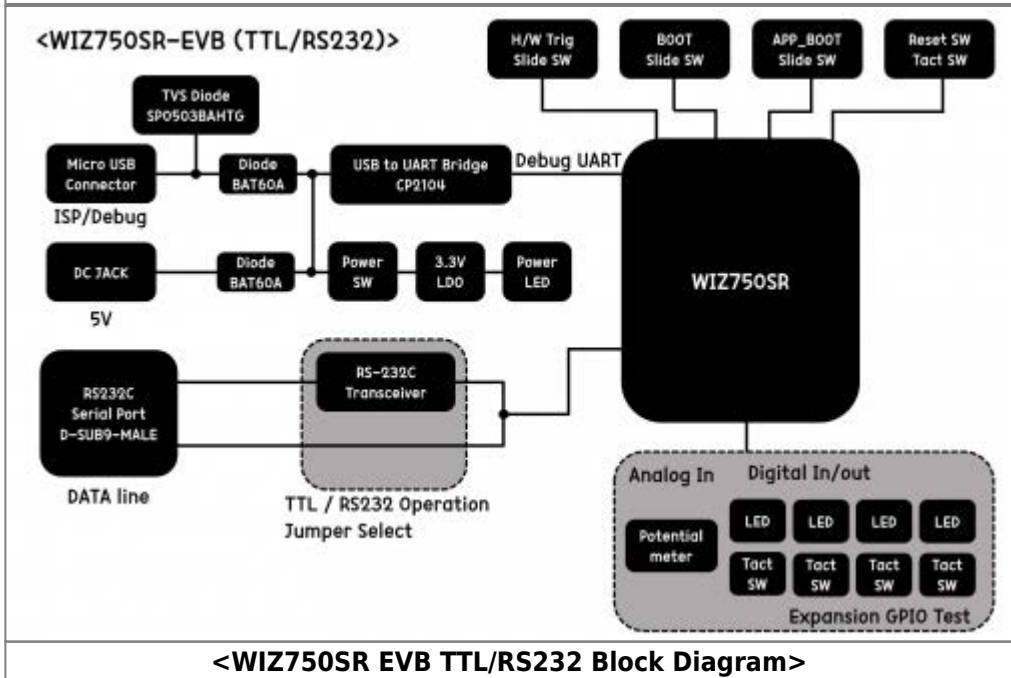 <WIZ750SR-EVB (TTL/RS232)>
H/W Trig
Slide SW
BOOT
Slide SW
APP_BOOT
Slide SW
Reset SW
Tact SW
TVS Diode
SP0503BAHTG
Micro USB
Connector
Diode
BAT60A
USB to UART Bridge
CP2104
Debug UART
ISP/Debug
DC JACK
Diode
BAT60A
Power
SW
3.3V
LDO
Power
LED
5V
WIZ750SR
RS232C
Serial Port
D-SUB9-MALE
RS-232C
Transceiver
DATA line
TTL / RS232 Operation
Jumper Select
Analog In
Digital In/out
Potential
meter
LED
LED
LED
LED
Tact
SW
Tact
SW
Tact
SW
Tact
SW
Expansion GPIO Test
<WIZ750SR EVB TTL/RS232 Block Diagram>